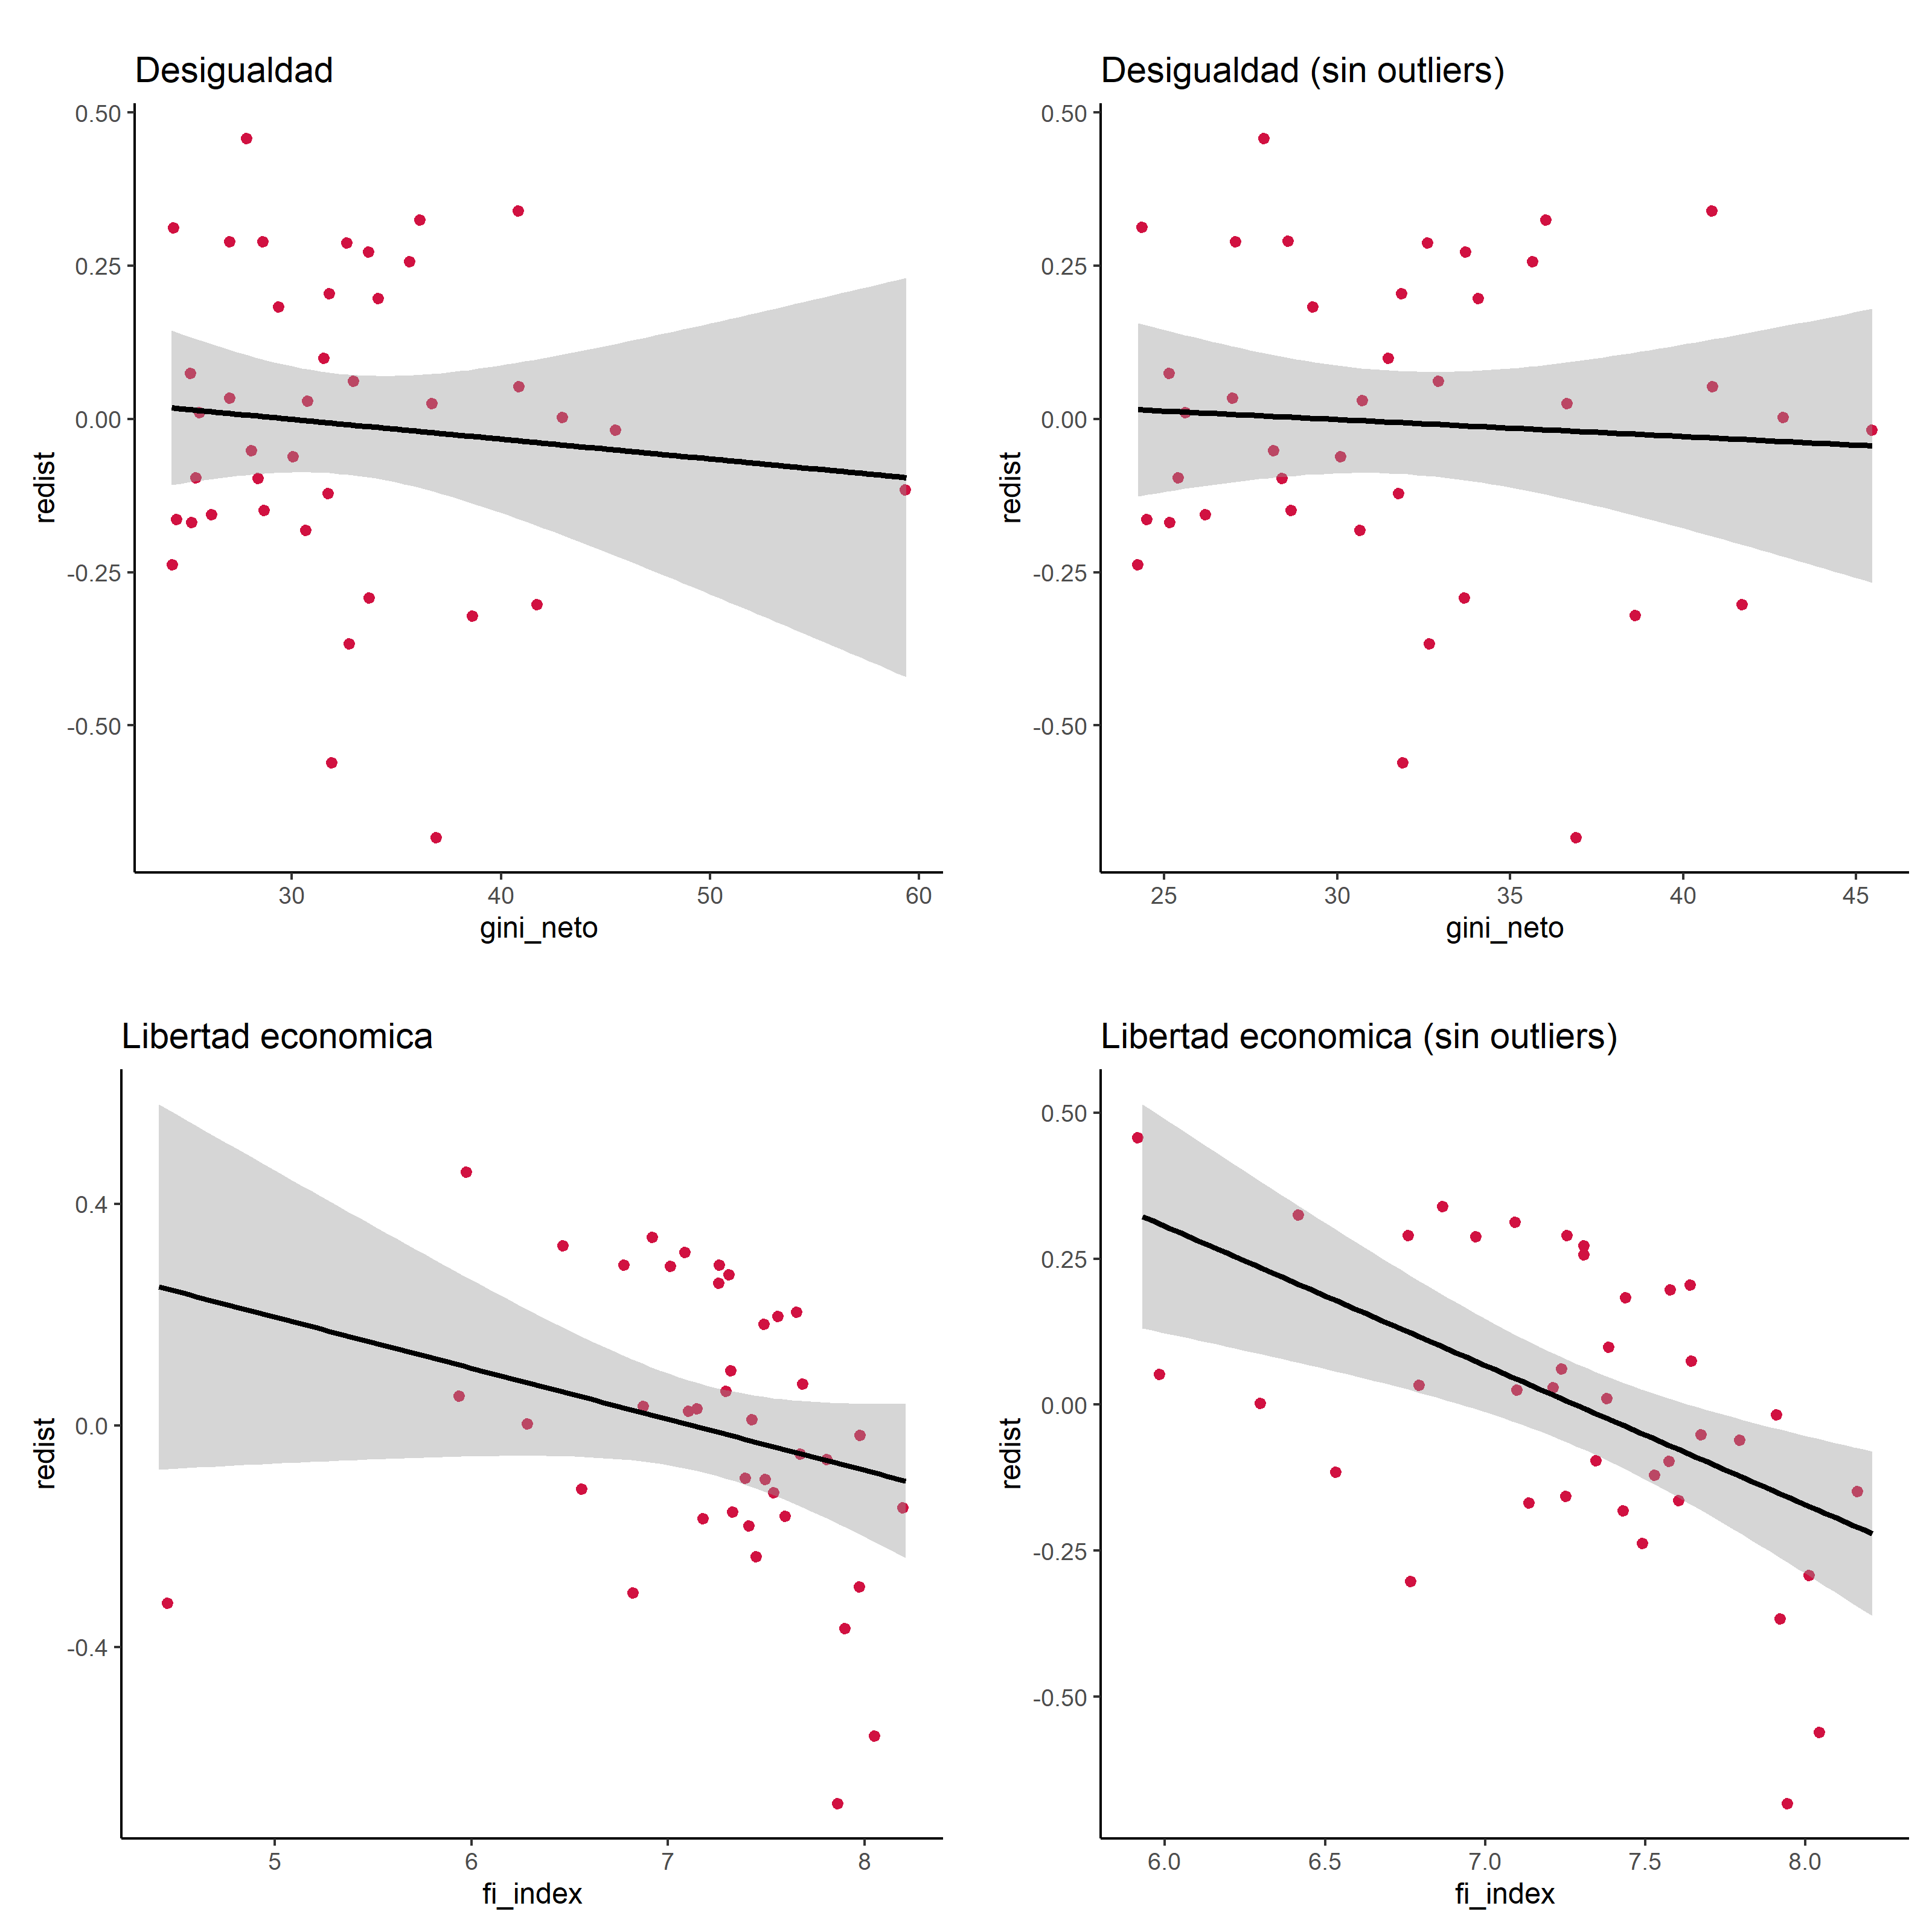 Desigualdad
0.50
0.25
0.00
-0.25
-0.50
redist
30 40 50 60
gini_neto
Desigualdad (sin outliers)
0.50
0.25
0.00
-0.25
-0.50
redist
25 30 35 40 45
gini_neto
Libertad economica
0.4
0.0
-0.4
redist
5 6 7 8
fi_index
Libertad economica (sin outliers)
0.50
0.25
0.00
-0.25
-0.50
redist
6.0 6.5 7.0 7.5 8.0
fi_index